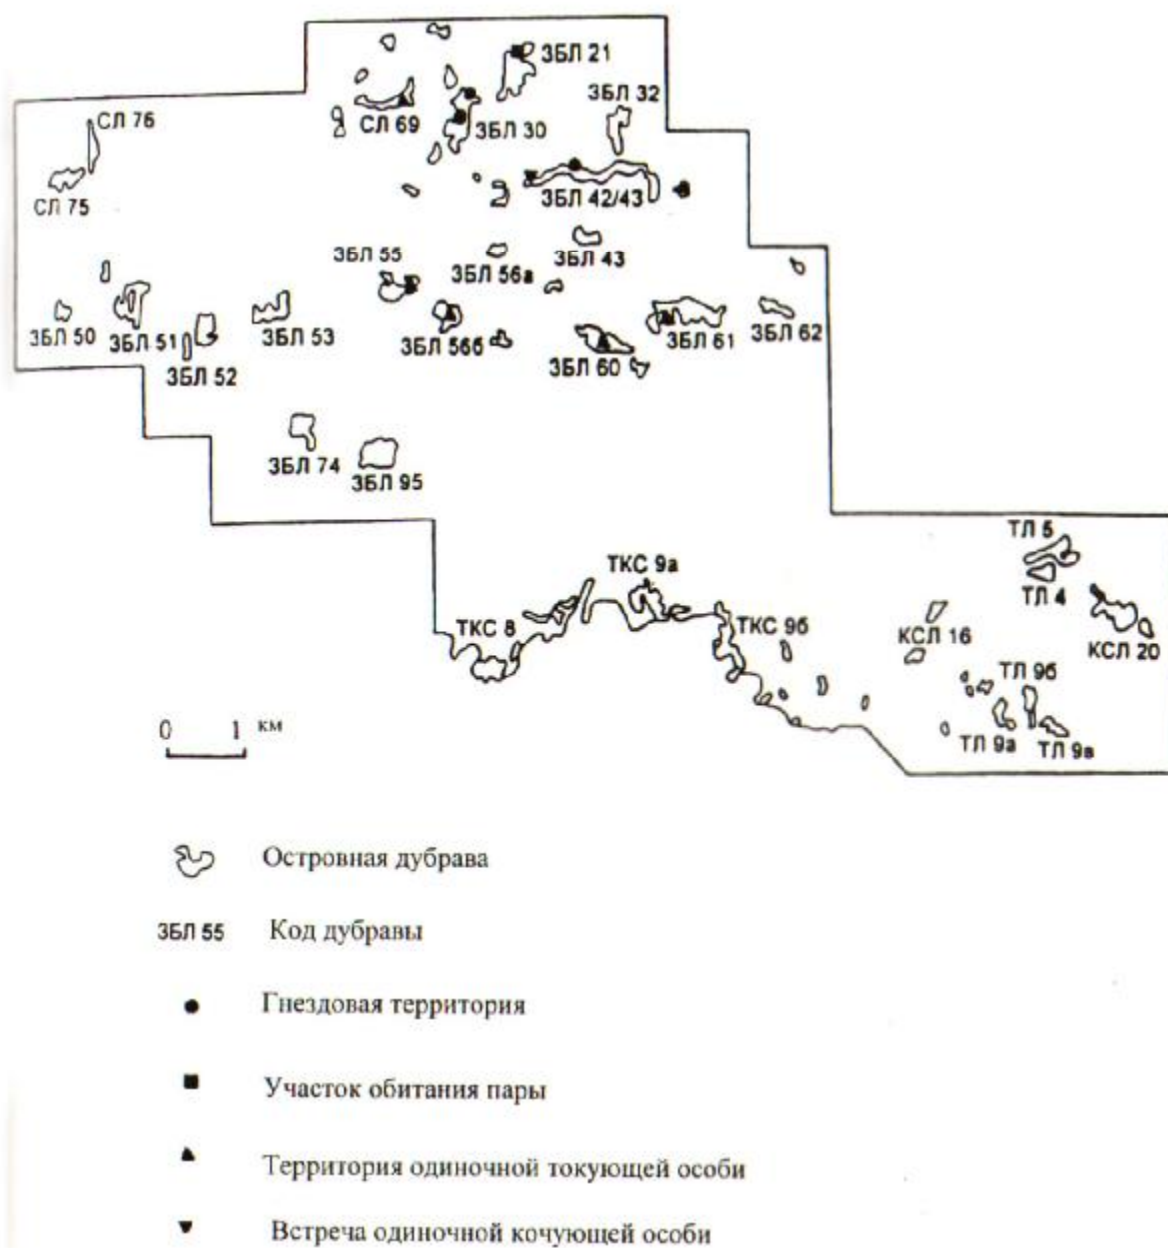 ЗБЛ 21
ЗБЛ 32
СЛ 76
СЛ 69
ЗБЛ 30
СЛ 75
ЗБЛ 42/43
ЗБЛ 55
ЗБЛ 56а
ЗБЛ 43
ЗБЛ 50
ЗБЛ 51
ЗБЛ 53
ЗБЛ 56б
ЗБЛ 61
ЗБЛ 62
ЗБЛ 52
ЗБЛ 60
ЗБЛ 74
ЗБЛ 95
ТЛ 5
ТКС 9а
ТЛ 4
ТКС 8
ТКС 9б
КСЛ 16
КСЛ 20
ТЛ 9б
ТЛ 9а
ТЛ 9в
0 1 км
Островная дубрава
ЗБЛ 55 Код дубравы
Гнездовая территория
Участок обитания пары
Территория одиночной токующей особи
Встреча одиночной кочующей особи